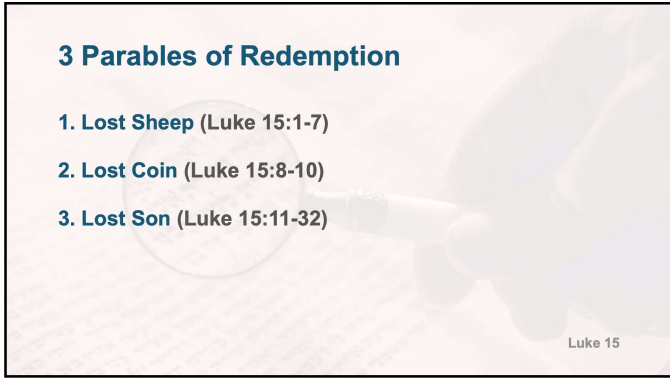 3 Parables of Redemption
1. Lost Sheep (Luke 15:1-7)
2. Lost Coin (Luke 15:8-10)
3. Lost Son (Luke 15:11-32)
Luke 15